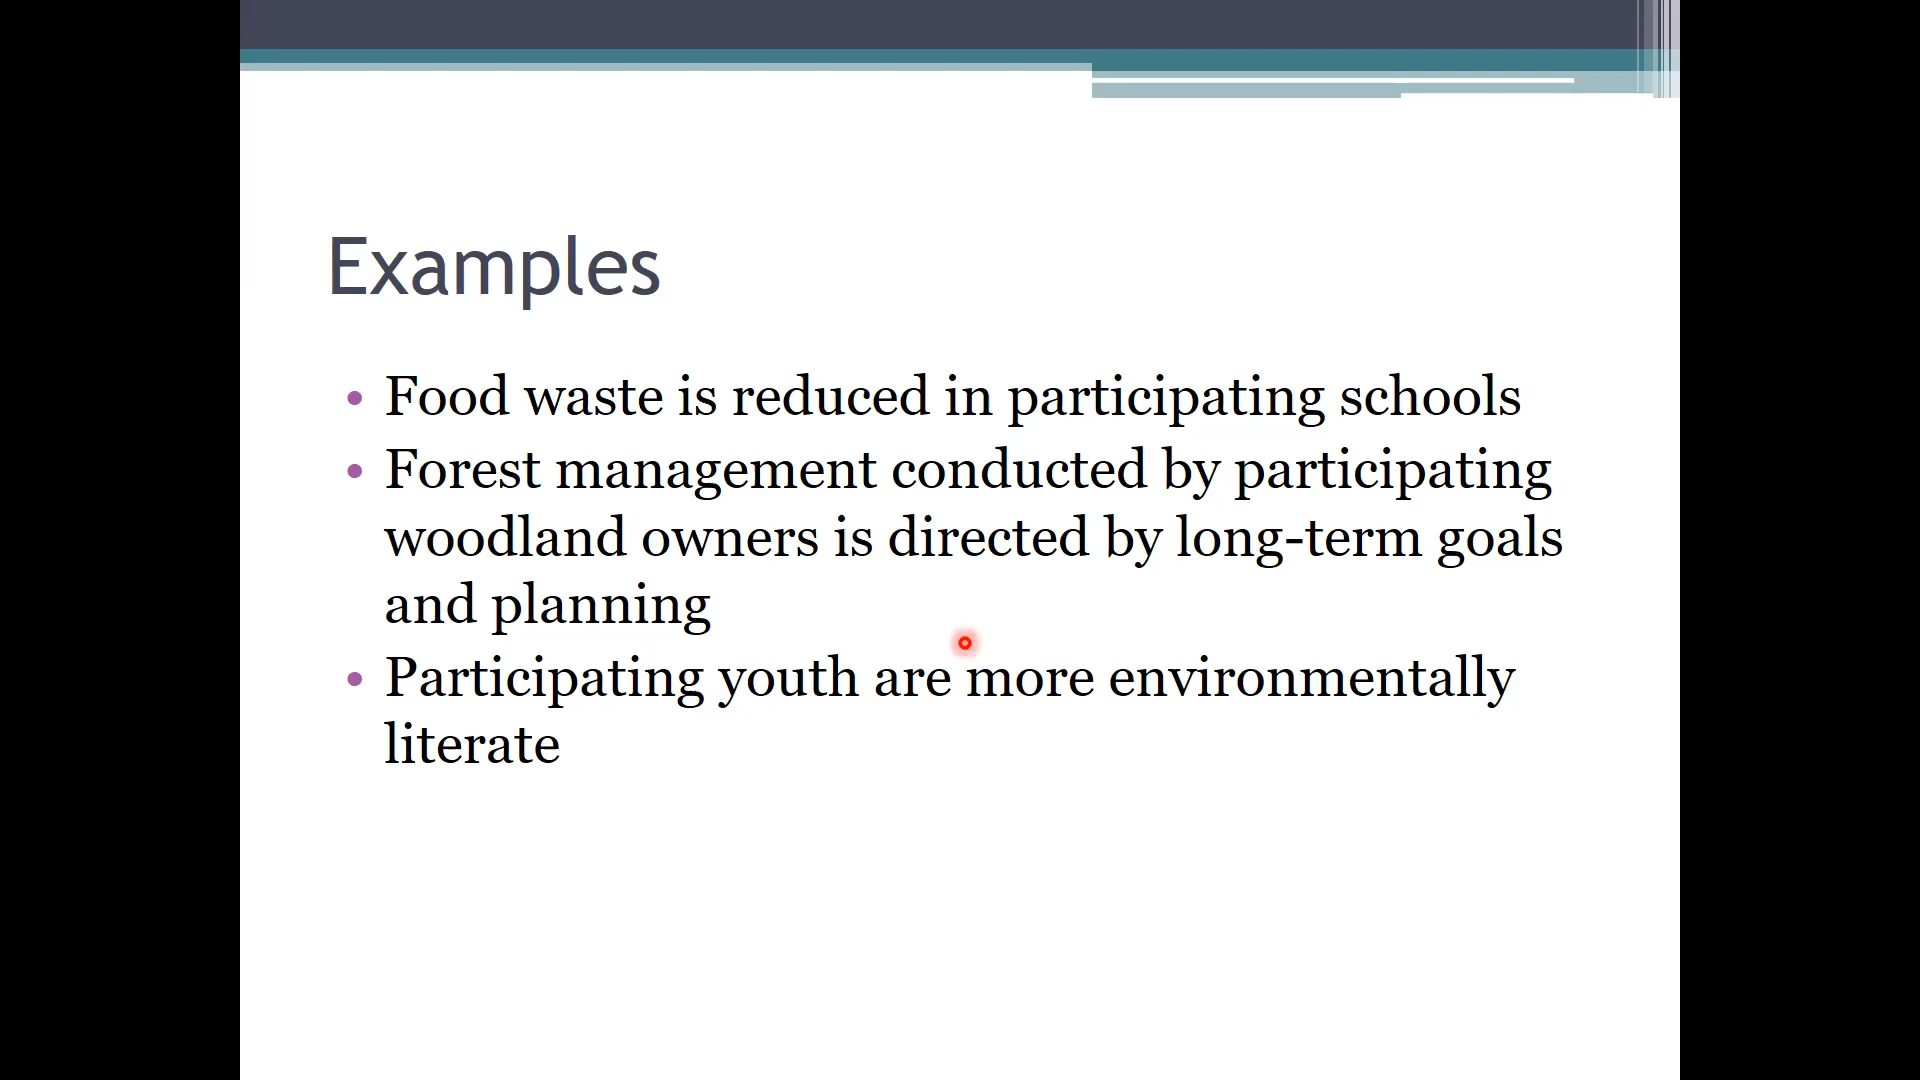 Examples
• Food waste is reduced in participating schools
• Forest management conducted by participating
woodland owners is directed by long-term goals
and planning
• Participating youth are more environmentally
literate